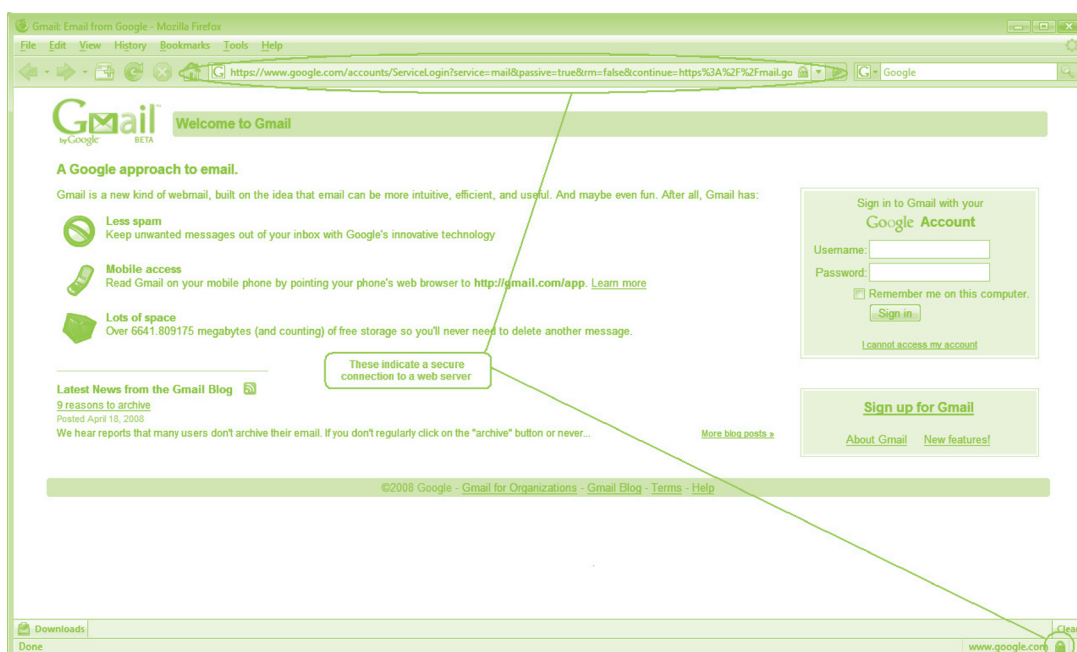 Gmail: Email from Google - Mozilla Firefox
File Edit View History Bookmarks Tools Help
G https://www.google.com/accounts/ServiceLogin?service=mail&passive=true&rm=false&continue=https%3A%2F%2Fmail.go
G Google
Gmail™
by Google BETA
Welcome to Gmail
A Google approach to email.
Gmail is a new kind of webmail, built on the idea that email can be more intuitive, efficient, and useful. And maybe even fun. After all, Gmail has:
Less spam
Keep unwanted messages out of your inbox with Google's innovative technology
Mobile access
Read Gmail on your mobile phone by pointing your phone's web browser to http://gmail.com/app. Learn more
Lots of space
Over 6641.809175 megabytes (and counting) of free storage so you'll never need to delete another message.
Sign in to Gmail with your
Google Account
Username:
Password:
Remember me on this computer.
Sign in
I cannot access my account
These indicate a secure
connection to a web server
Latest News from the Gmail Blog
9 reasons to archive
Posted April 18, 2008
We hear reports that many users don't archive their email. If you don't regularly click on the "archive" button or never...
More blog posts »
Sign up for Gmail
About Gmail New features!
©2008 Google - Gmail for Organizations - Gmail Blog - Terms - Help
Downloads
Clear
Done
www.google.com